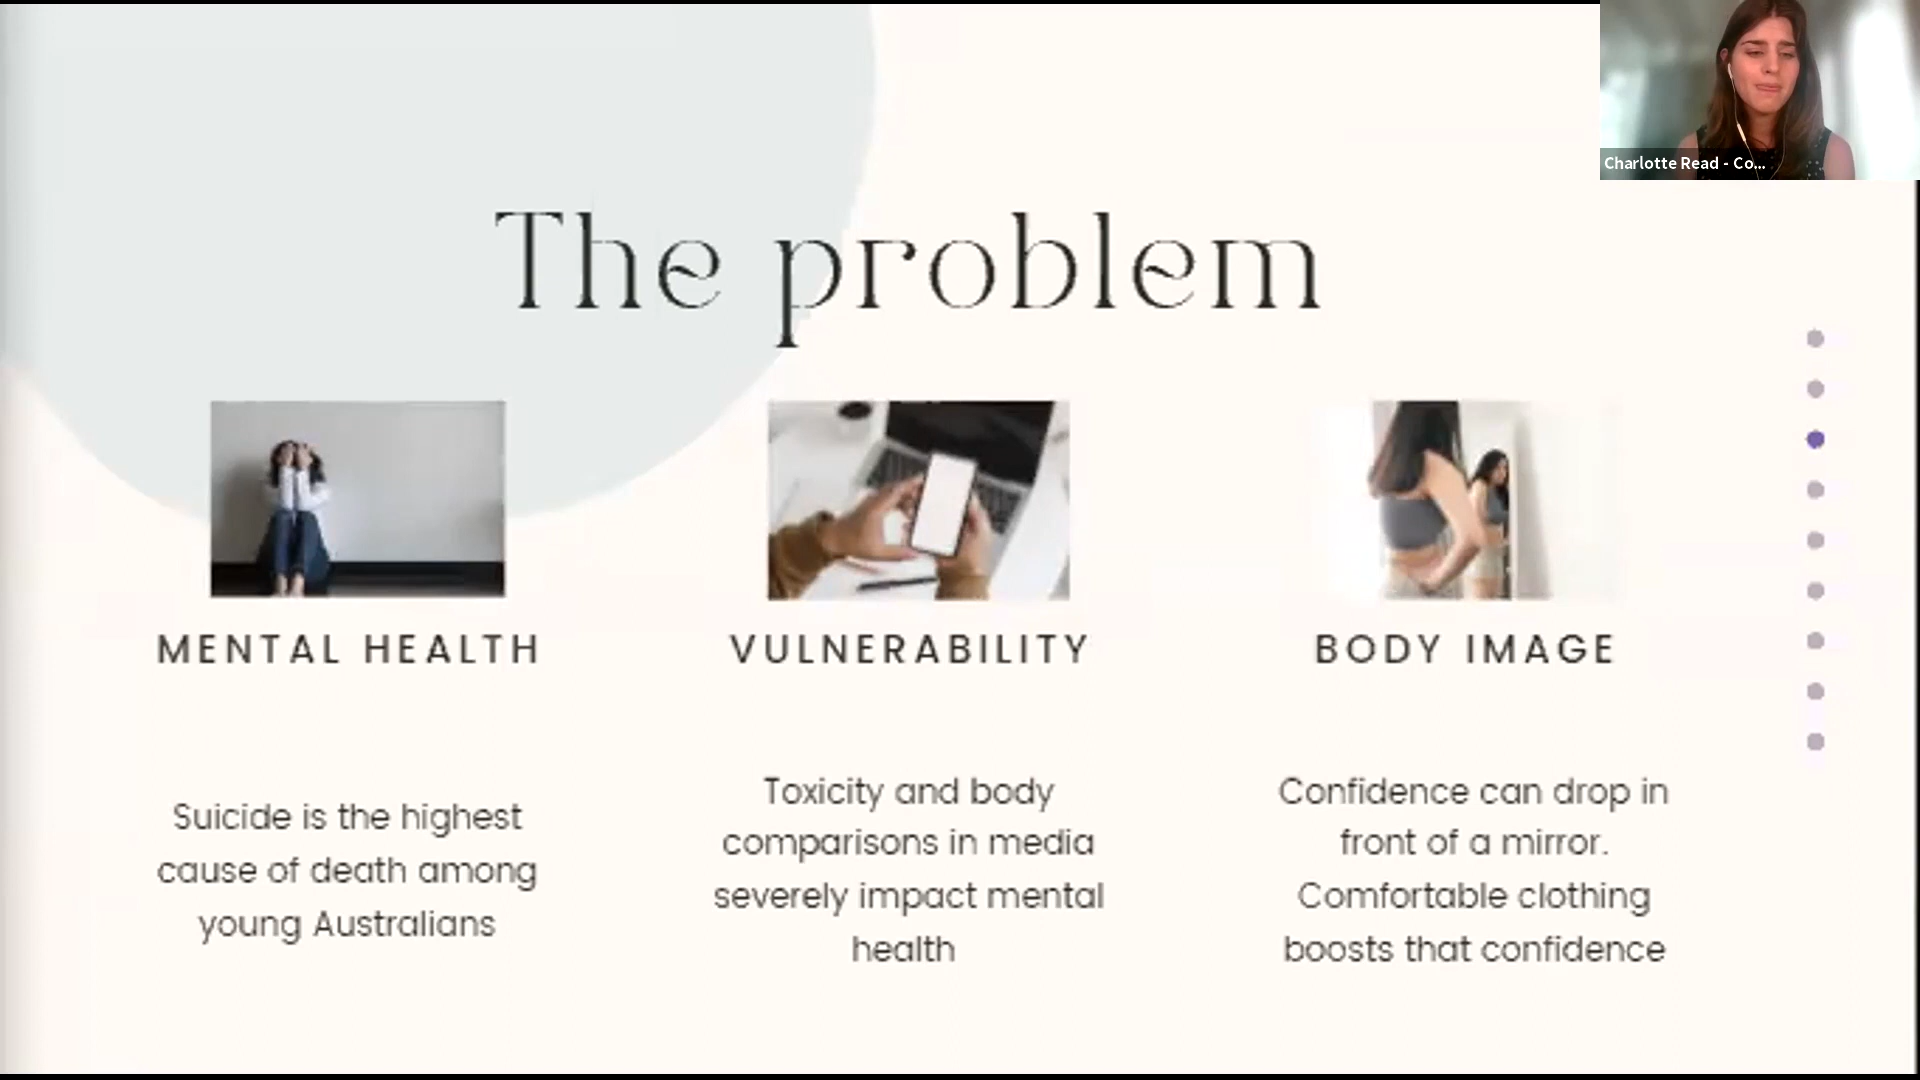 Charlotte Read - Co...
The problem
MENTAL HEALTH
Suicide is the highest
cause of death among
young Australians
VULNERABILITY
Toxicity and body
comparisons in media
severely impact mental
health
BODY IMAGE
Confidence can drop in
front of a mirror.
Comfortable clothing
boosts that confidence